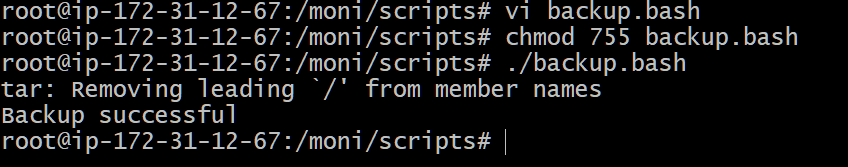 root@ip-172-31-12-67:/moni/scripts# vi backup.bash
root@ip-172-31-12-67:/moni/scripts# chmod 755 backup.bash
root@ip-172-31-12-67:/moni/scripts# ./backup.bash
tar: Removing leading `/' from member names
Backup successful
root@ip-172-31-12-67:/moni/scripts#